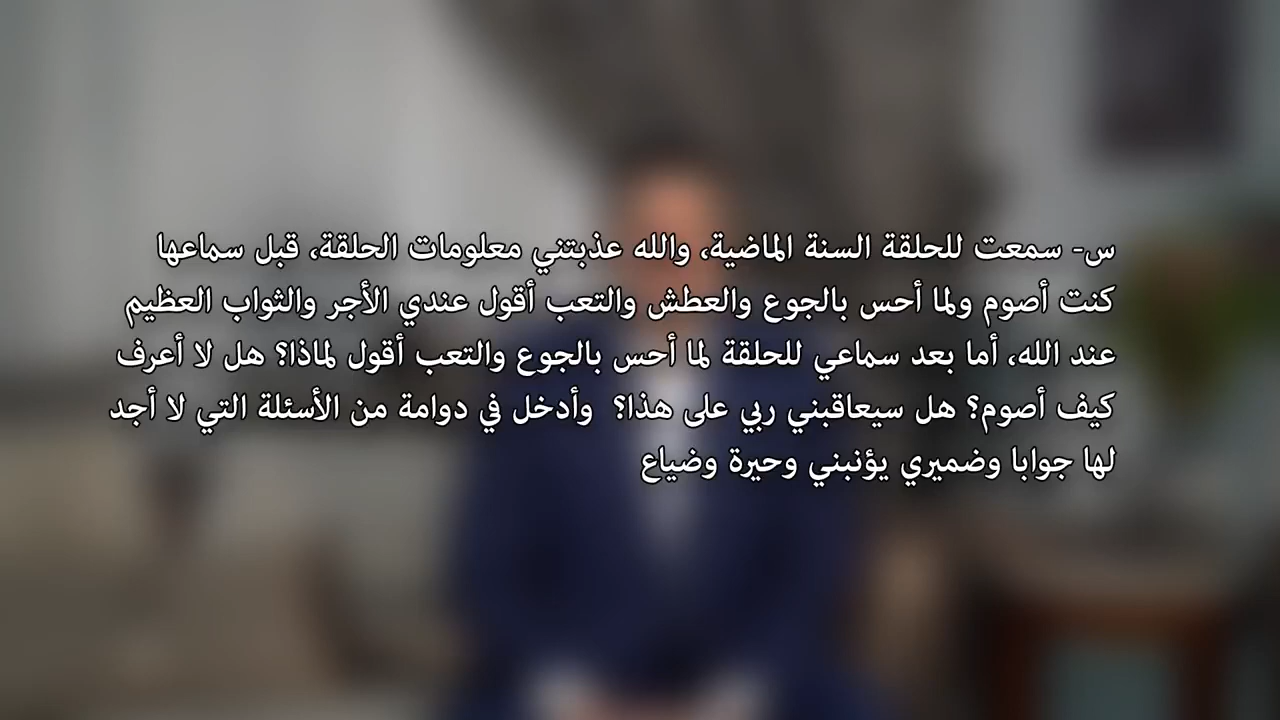 س- سمعت للحلقة السنة الماضية، والله عذبتني معلومات الحلقة، قبل سماعها
كنت أصوم ولما أحس بالجوع والعطش والتعب أقول عندي الأجر والثواب العظيم
عند الله، أما بعد سماعي للحلقة لما أحس بالجوع والتعب أقول لماذا؟ هل لا أعرف
كيف أصوم؟ هل سيعاقبني ربي على هذا؟  وأدخل في دوامة من الأسئلة التي لا أجد
لها جوابا وضميري يؤنبني وحيرة وضياع